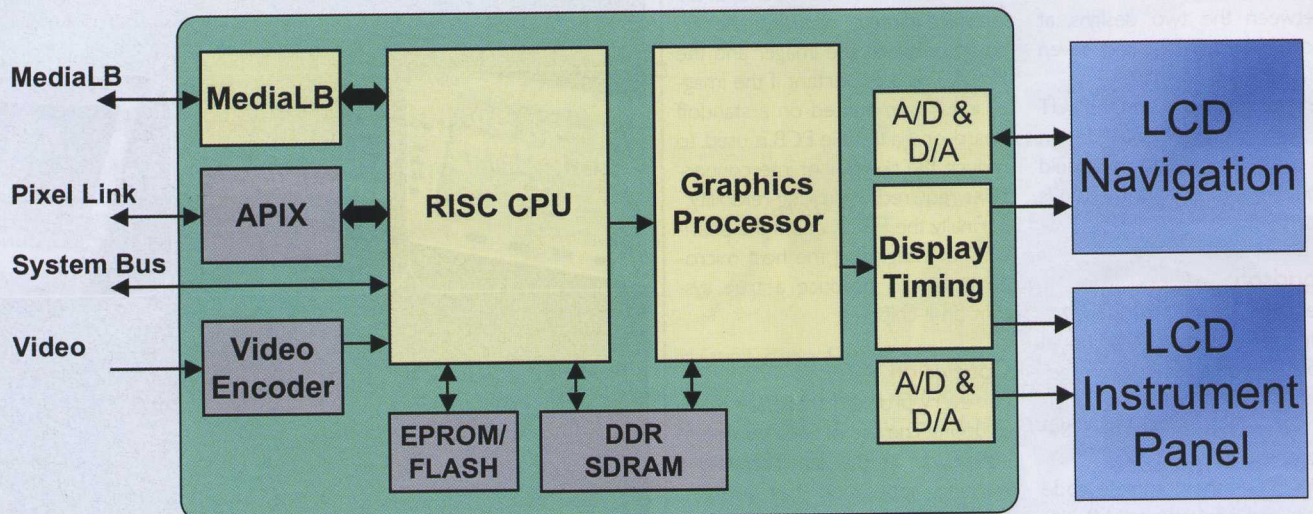 MediaLB
Pixel Link
System Bus
Video
MediaLB
APIX
Video
Encoder
RISC CPU
EPROM/
FLASH
DDR
SDRAM
Graphics
Processor
A/D &
D/A
Display
Timing
A/D &
D/A
LCD
Navigation
LCD
Instrument
Panel